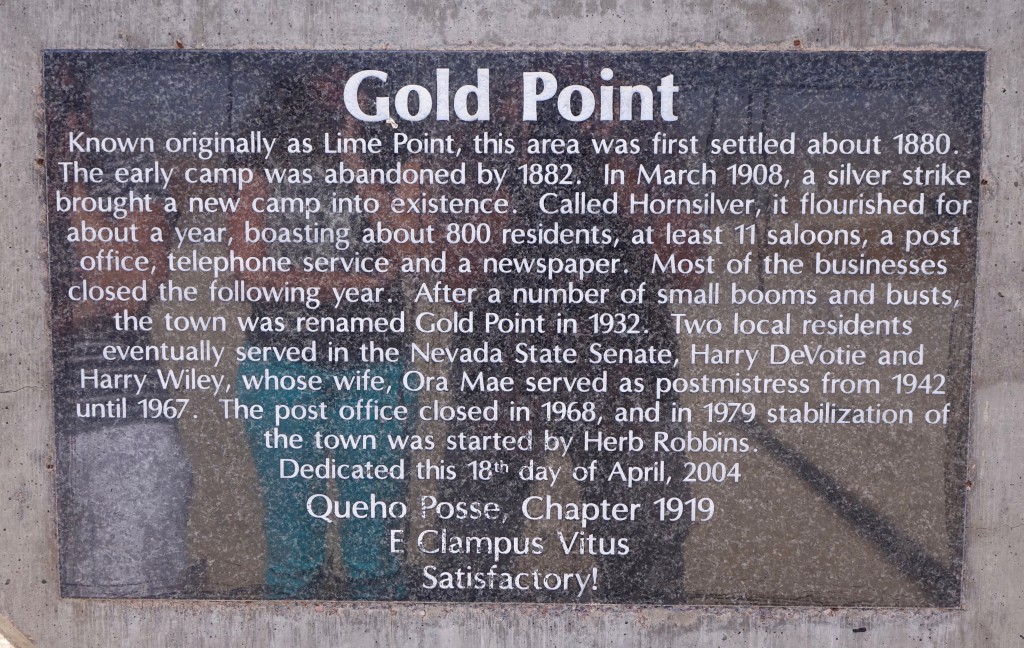 Gold Point
Known originally as Lime Point, this area was first settled about 1880.
The early camp was abandoned by 1882.  In March 1908, a silver strike
brought a new camp into existence.  Called Hornsilver, it flourished for
about a year, boasting about 800 residents, at least 11 saloons, a post
office, telephone service and a newspaper.  Most of the businesses
closed the following year.  After a number of small booms and busts,
the town was renamed Gold Point in 1932.  Two local residents
eventually served in the Nevada State Senate, Harry DeVotie and
Harry Wiley, whose wife, Ora Mae served as postmistress from 1942
until 1967.  The post office closed in 1968, and in 1979 stabilization of
the town was started by Herb Robbins.
Dedicated this 18th day of April, 2004
Queho Posse, Chapter 1919
E Clampus Vitus
Satisfactory!